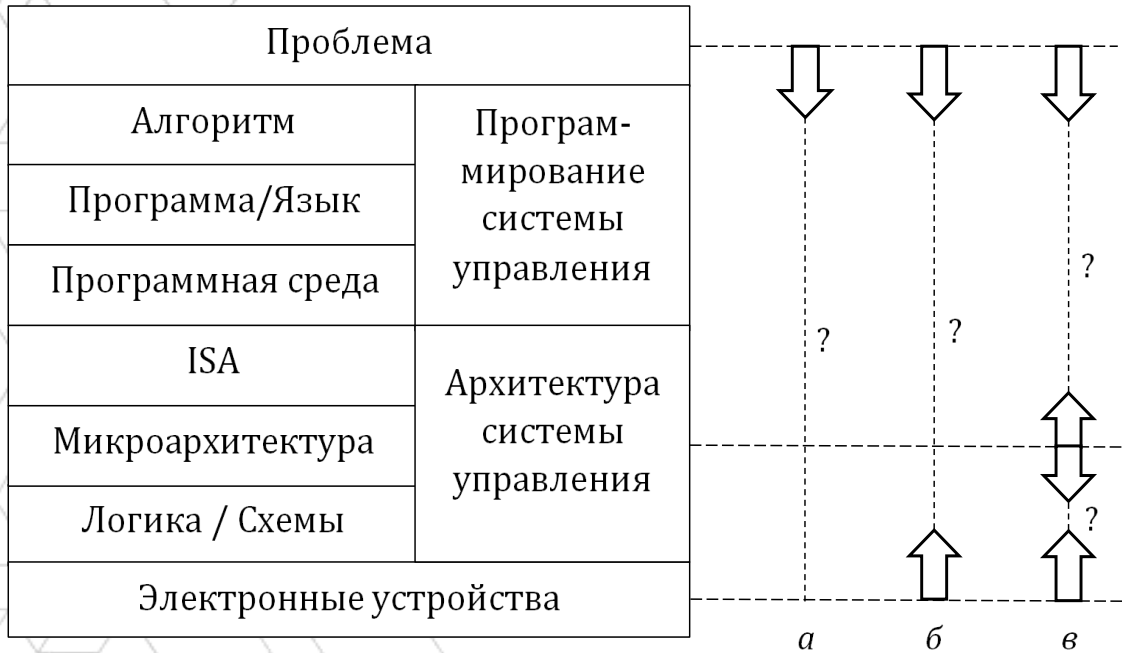 Проблема
Алгоритм
Программа/Язык
Программная среда
Програм-
мирование
системы
управления
ISA
Микроархитектура
Логика / Схемы
Архитектура
системы
управления
Электронные устройства
?
?
?
?
а
б
в